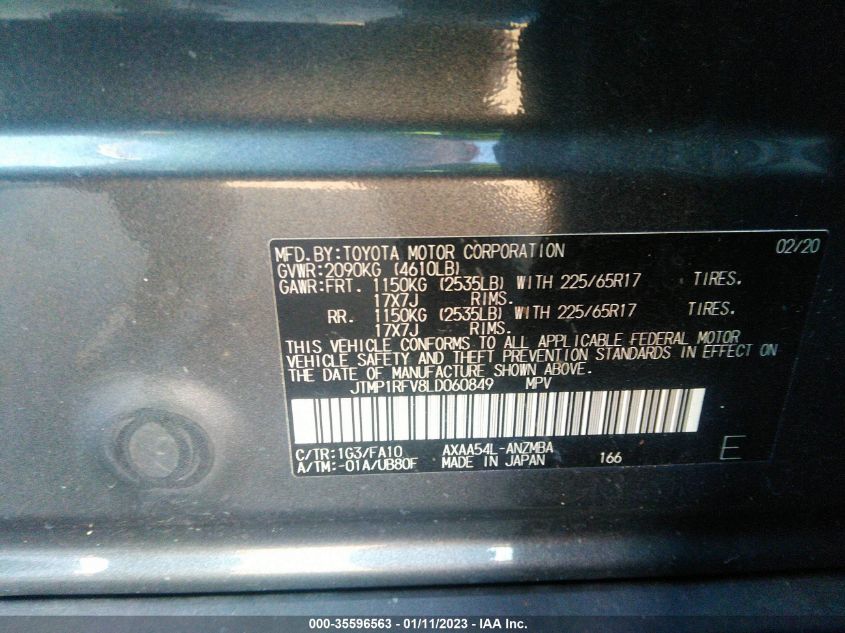 MFD.BY:TOYOTA MOTOR CORPORATION 02/20
GVWR:2090KG (4610LB)
GAWR:FRT. 1150KG (2535LB) WITH 225/65R17 TIRES.
17X7J RIMS.
RR. 1150KG (2535LB) WITH 225/65R17 TIRES.
17X7J RIMS.
THIS VEHICLE CONFORMS TO ALL APPLICABLE FEDERAL MOTOR
VEHICLE SAFETY AND THEFT PREVENTION STANDARDS IN EFFECT ON
THE DATE OF MANUFACTURE SHOWN ABOVE.
JTMP1RFV8LD060849 MPV
C/TR:1G3/FA10 AXAA54L-ANZMBA
A/TM:-01A/UB80F MADE IN JAPAN 166 E
000-35596563 - 01/11/2023 - IAA Inc.